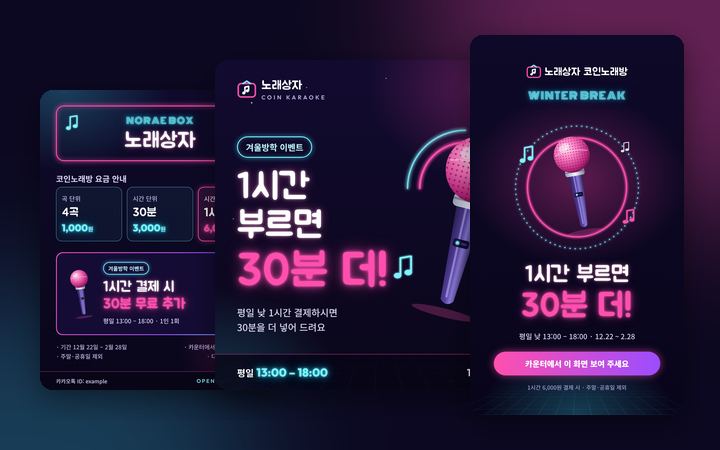 NORAEBOX
노래상자
코인노래방 요금 안내
곡 단위
4곡
1,000원
시간 단위
30분
3,000원
시간
겨울방학 이벤트
1시간 결제 시
30분 무료 추가
평일 13:00 – 18:00 · 1인 1회
· 기간 12월 22일 – 2월 28일
· 주말·공휴일 제외
· 카운터에서
카카오톡 ID: example
OPEN
노래상자
COIN KARAOKE
겨울방학 이벤트
1시간
부르면
30분 더!
평일 낮 1시간 결제하시면
30분을 더 넣어 드려요
평일 13:00 – 18:00
노래상자 코인노래방
WINTER BREAK
1시간 부르면
30분 더!
평일 낮 13:00 – 18:00 · 12.22 – 2.28
카운터에서 이 화면 보여 주세요
1시간 6,000원 결제 시 · 주말·공휴일 제외